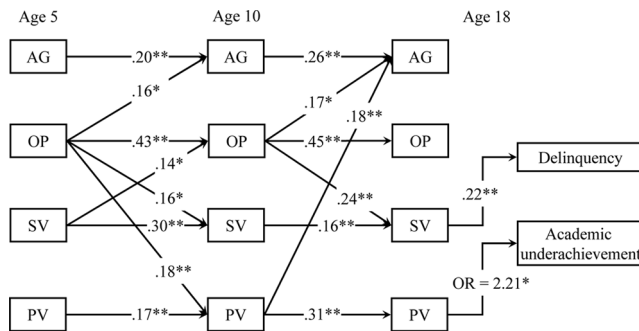 Age 5 Age 10 Age 18
AG .20** AG .26** AG
.16* .17* .18**
OP .43** OP .45** OP
.14* Delinquency
.16* .24** .22**
SV .30** SV .16** SV
Academic
underachievement
.18**
OR = 2.21*
PV .17** PV .31** PV